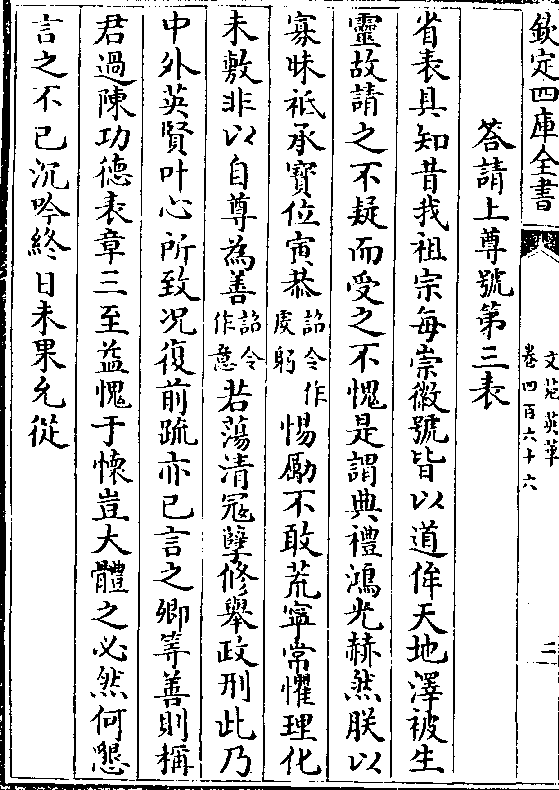 欽定四庫全書
文苑英華
卷四百六十六
二
答請上尊號第三表
省表具知昔我祖宗每崇徽號皆以道侔天地澤被生
靈故請之不疑而受之不愧是謂典禮鴻光赫然朕以
寡昧祗承寳位寅恭詔令作虔躬惕勵不敢荒寧常懼理化
未敷非以自尊為善詔令作意若蕩清冦孽修舉政刑此乃
中外英賢叶心所致况復前疏亦已言之卿等善則稱
君過陳功德表章三至益愧于懐豈大體之必然何懇
言之不已沉吟終日未果允從